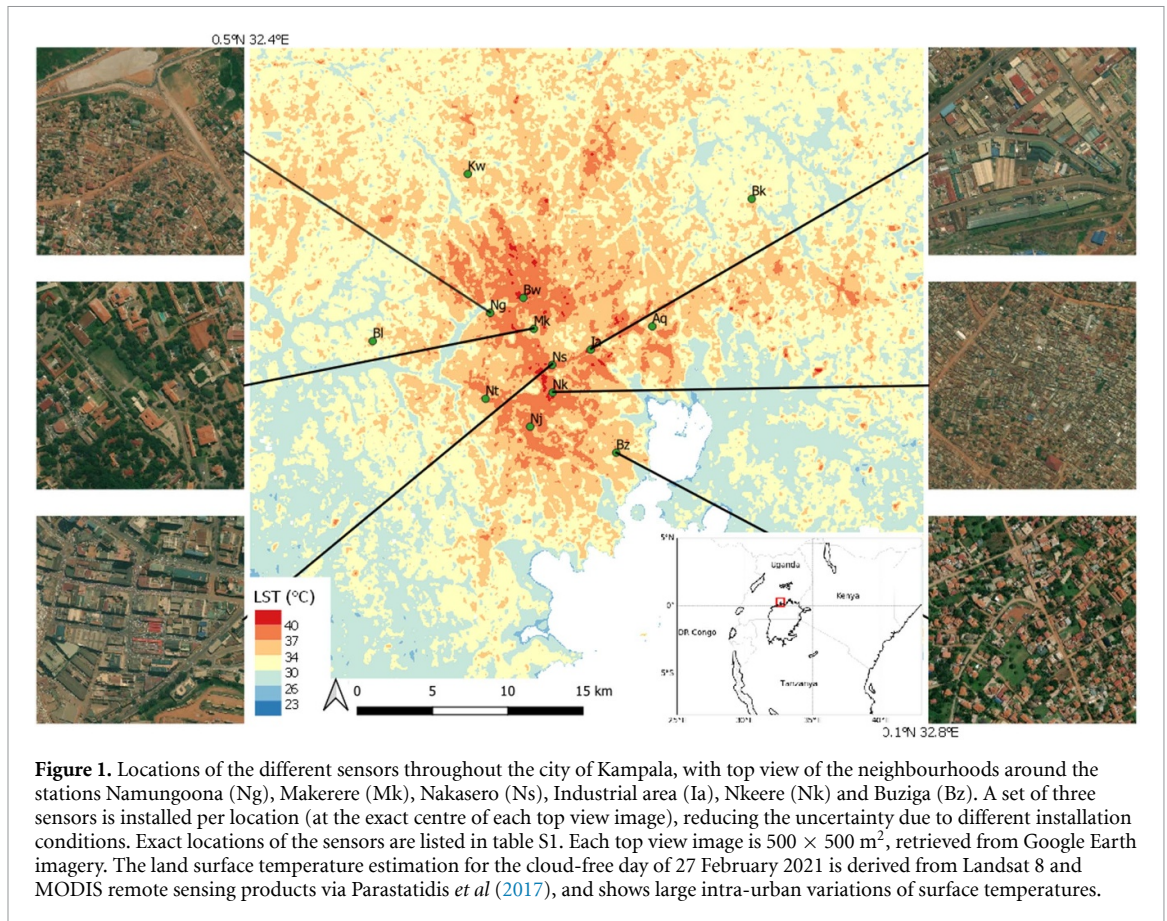 0.5ºN 32.4ºE
Kw
Bk
Bw
Ng
Mk
Aq
Bl
Ia
Ns
Nk
Nt
Nj
Bz
LST (°C)
40
37
34
30
26
23
0 5 10 15 km
5°N
Uganda
Kenya
0°
DR Congo
5°S
Tanzanya
30°E 35°E 40°E
0.1ºN 32.8ºE
Figure 1. Locations of the different sensors throughout the city of Kampala, with top view of the neighbourhoods around the
stations Namungoona (Ng), Makerere (Mk), Nakasero (Ns), Industrial area (Ia), Nkeere (Nk) and Buziga (Bz). A set of three
sensors is installed per location (at the exact centre of each top view image), reducing the uncertainty due to different installation
conditions. Exact locations of the sensors are listed in table S1. Each top view image is 500 × 500 m², retrieved from Google Earth
imagery. The land surface temperature estimation for the cloud-free day of 27 February 2021 is derived from Landsat 8 and
MODIS remote sensing products via Parastatidis et al (2017), and shows large intra-urban variations of surface temperatures.